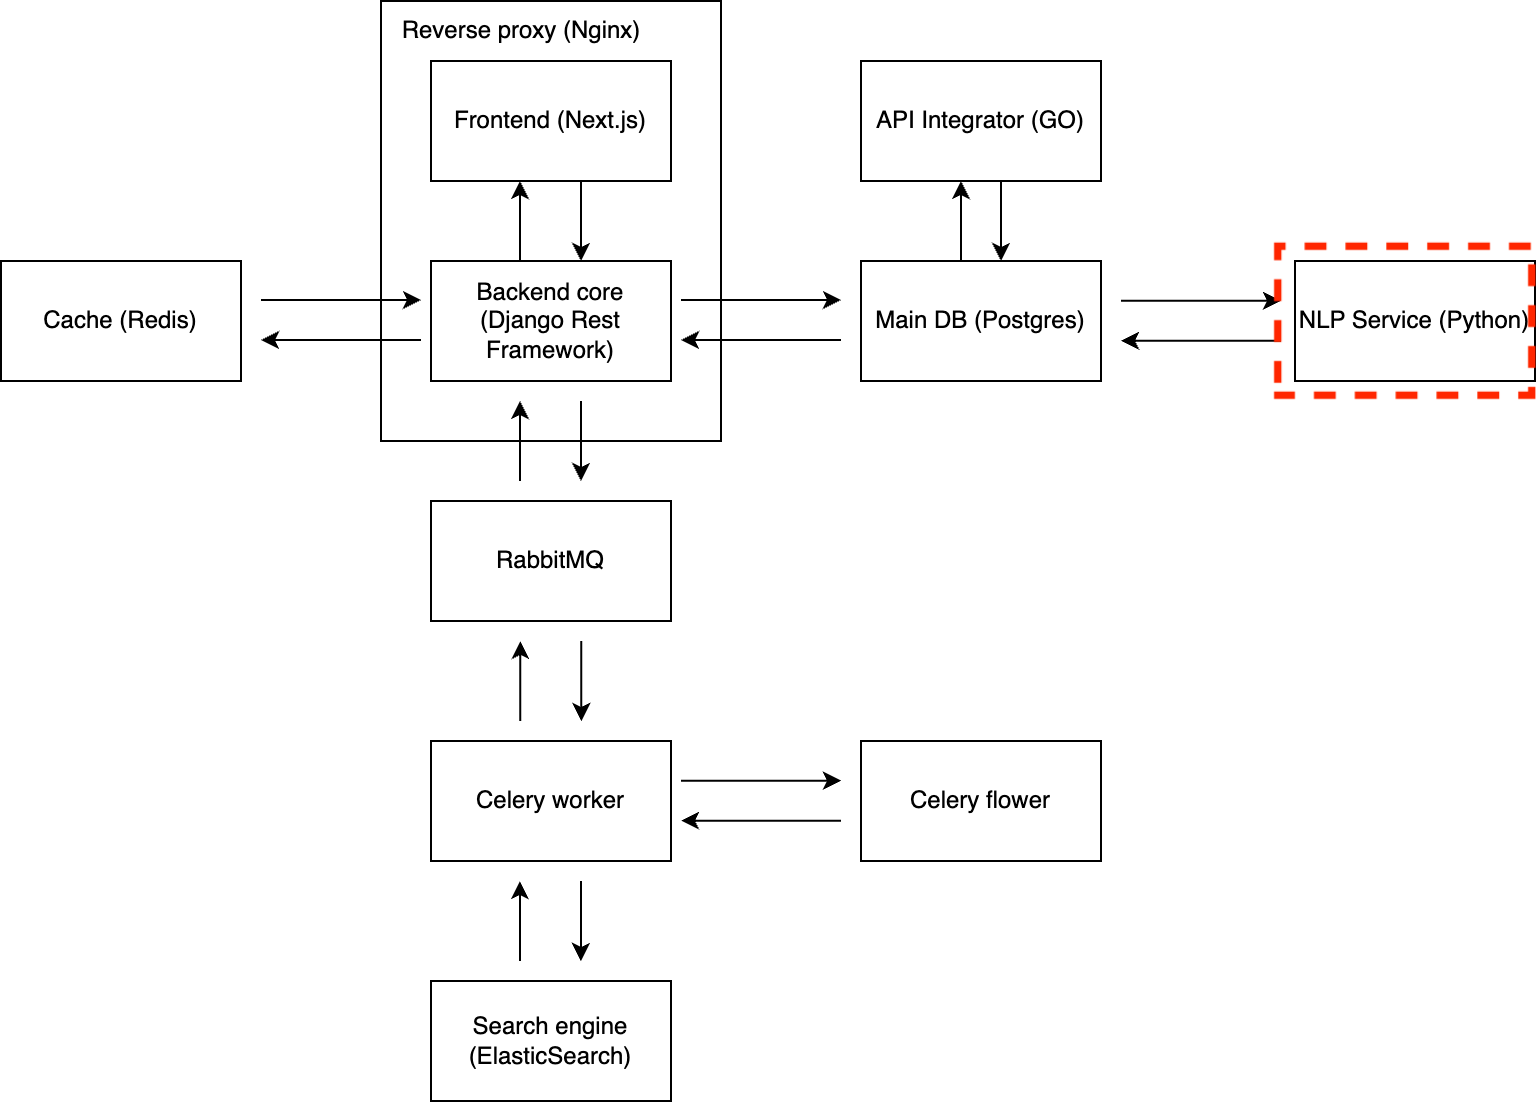 Reverse proxy (Nginx)
Frontend (Next.js)
API Integrator (GO)
Cache (Redis)
Backend core
(Django Rest
Framework)
Main DB (Postgres)
NLP Service (Python)
RabbitMQ
Celery worker
Celery flower
Search engine
(ElasticSearch)